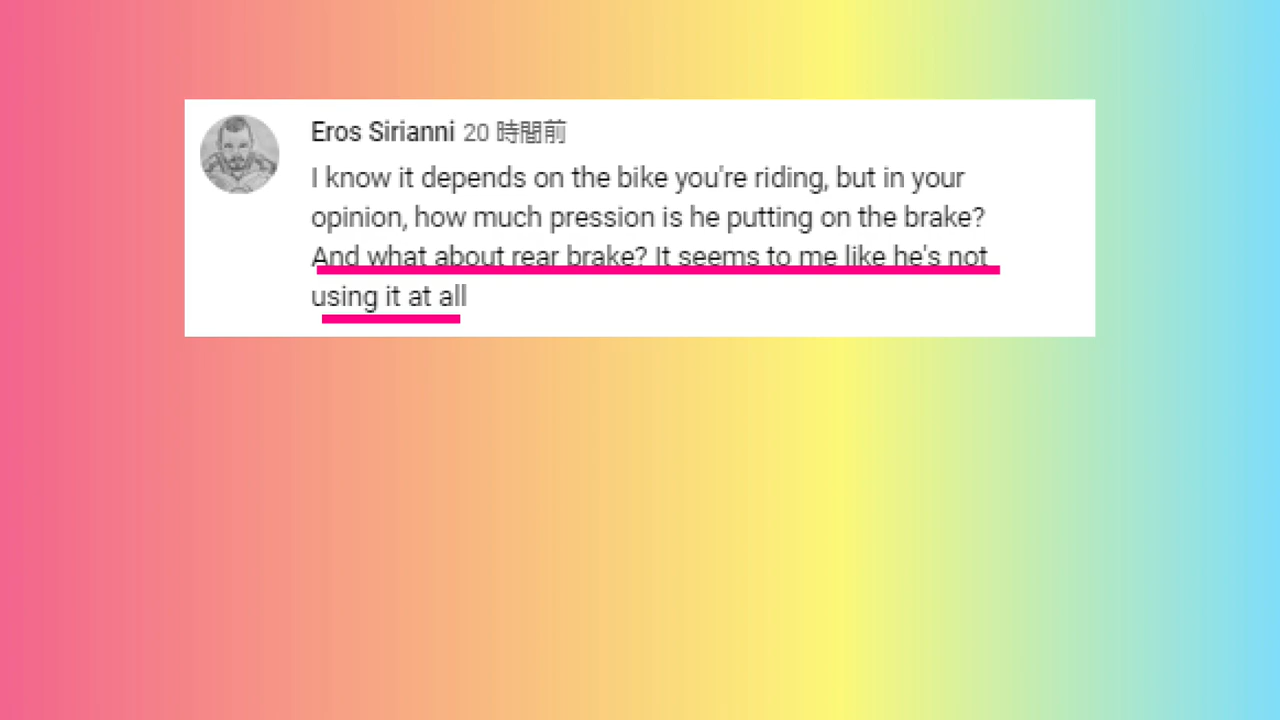 Eros Sirianni 20 時間前
I know it depends on the bike you're riding, but in your
opinion, how much pression is he putting on the brake?
And what about rear brake? It seems to me like he's not
using it at all